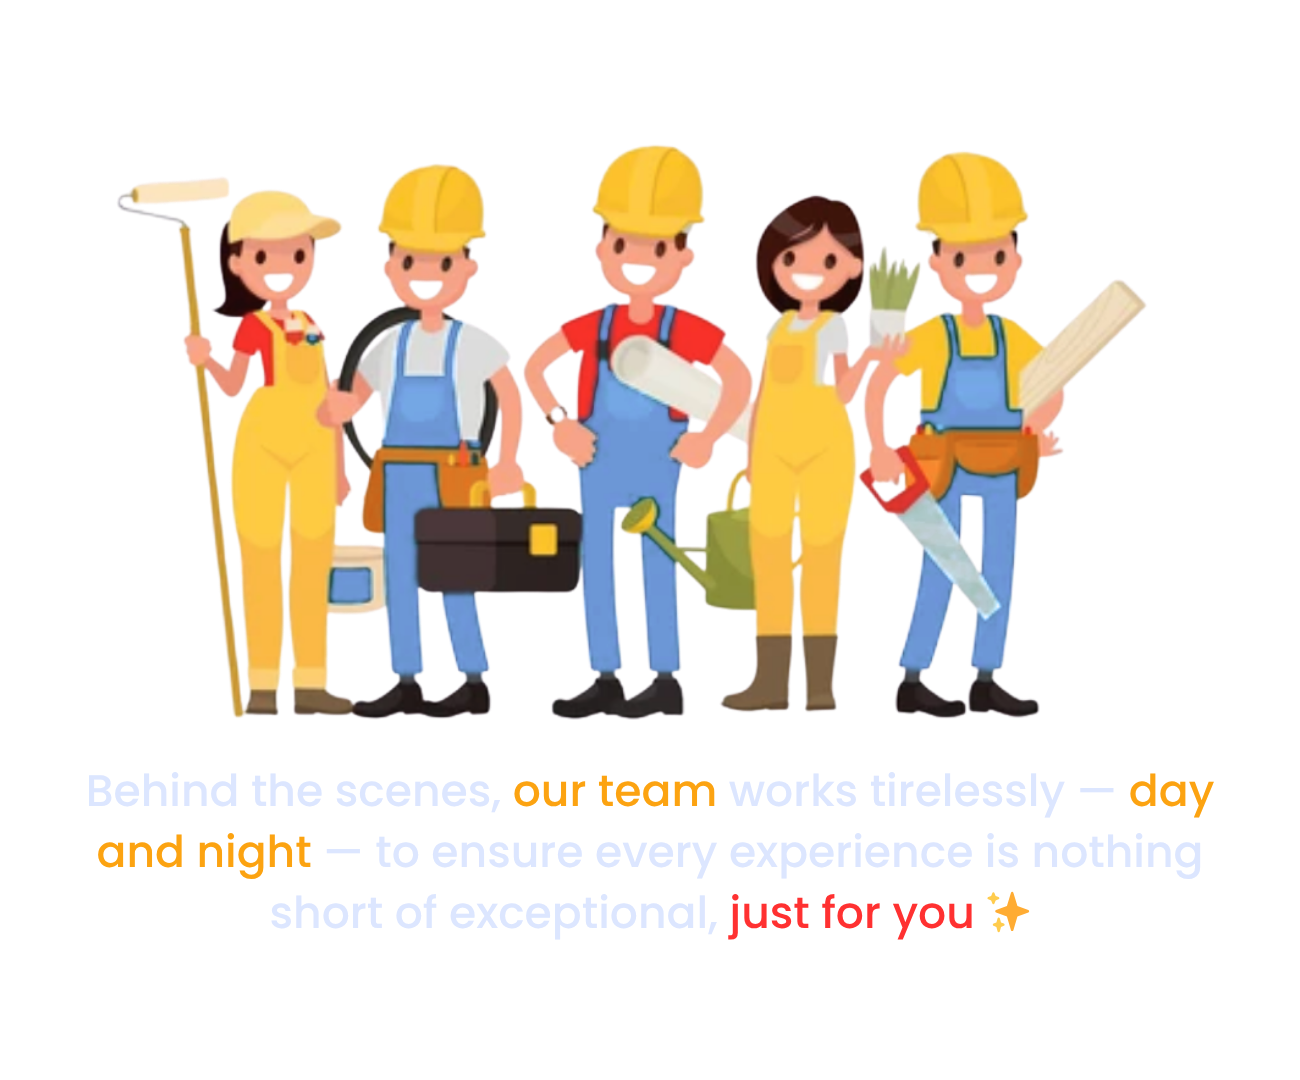 Behind the scenes, our team works tirelessly — day
and night — to ensure every experience is nothing
short of exceptional, just for you ✨